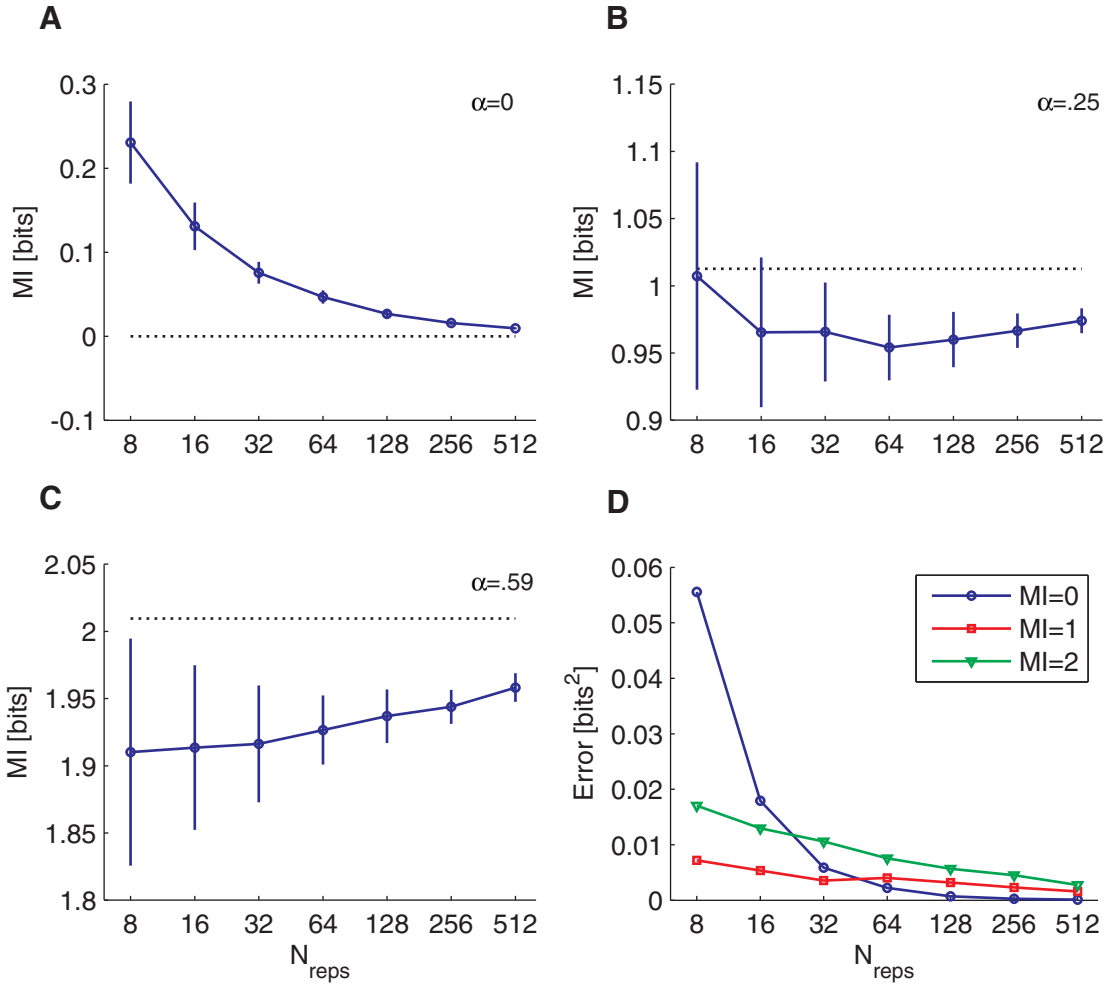 A
α=0
0.3
0.2
0.1
0
-0.1
MI [bits]
8 16 32 64 128 256 512
B
α=.25
1.15
1.1
1.05
1
0.95
0.9
MI [bits]
8 16 32 64 128 256 512
C
α=.59
2.05
2
1.95
1.9
1.85
1.8
MI [bits]
8 16 32 64 128 256 512
N_reps
D
MI=0
MI=1
MI=2
0.06
0.05
0.04
0.03
0.02
0.01
0
Error [bits²]
8 16 32 64 128 256 512
N_reps